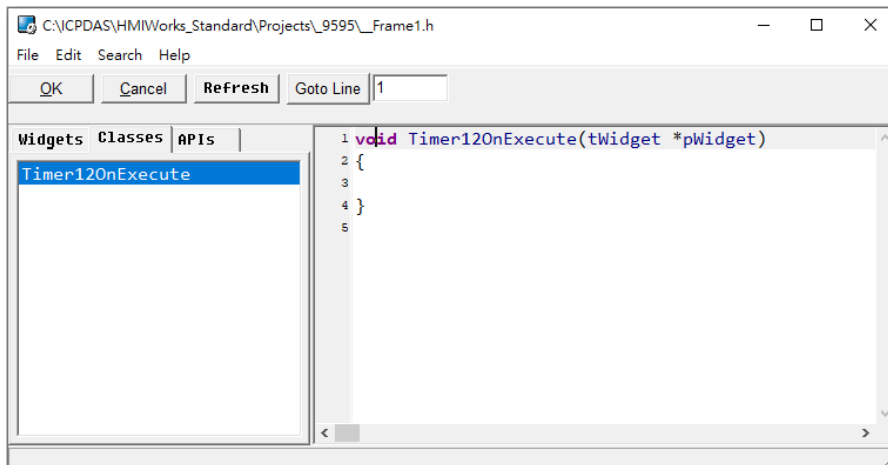 C:\ICPDAS\HMIWorks_Standard\Projects\_9595\__Frame1.h
File Edit Search Help
OK Cancel Refresh Goto Line 1
Widgets Classes APIs
Timer12OnExecute
1 void Timer12OnExecute(tWidget *pWidget)
2 {
3
4 }
5